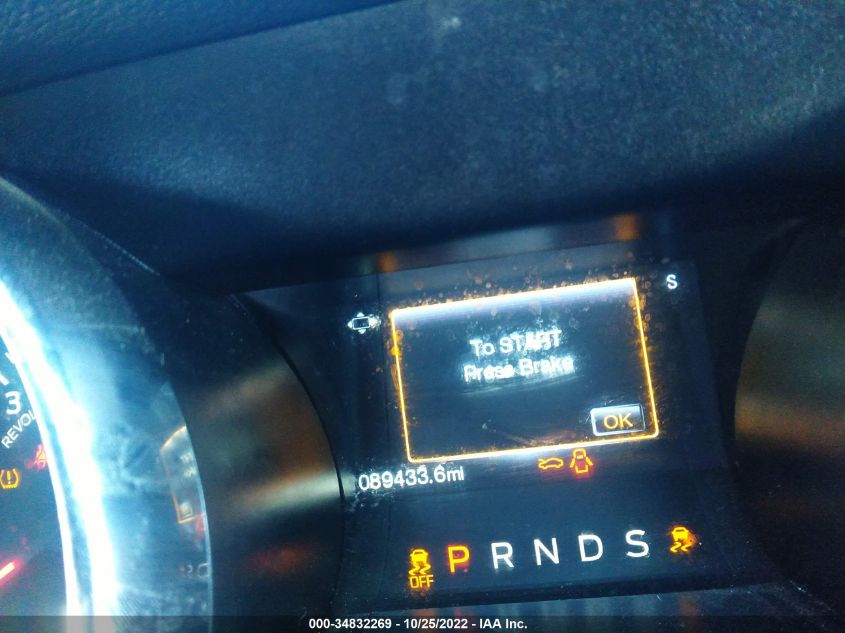 S
To START
Press Brake
OK
3
REVOL
089433.6mi
P R N D S
OFF
000-34832269 - 10/25/2022 - IAA Inc.